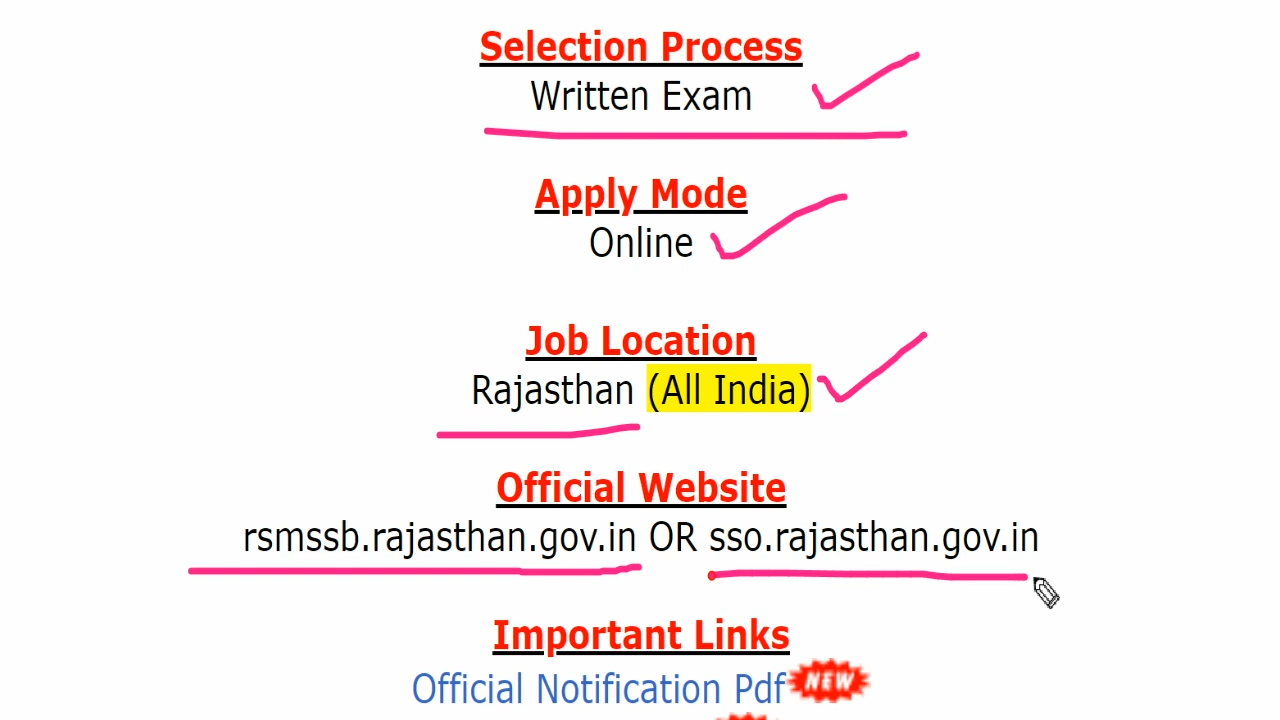 Selection Process
Written Exam
Apply Mode
Online
Job Location
Rajasthan (All India)
Official Website
rsmssb.rajasthan.gov.in OR sso.rajasthan.gov.in
Important Links
Official Notification Pdf NEW